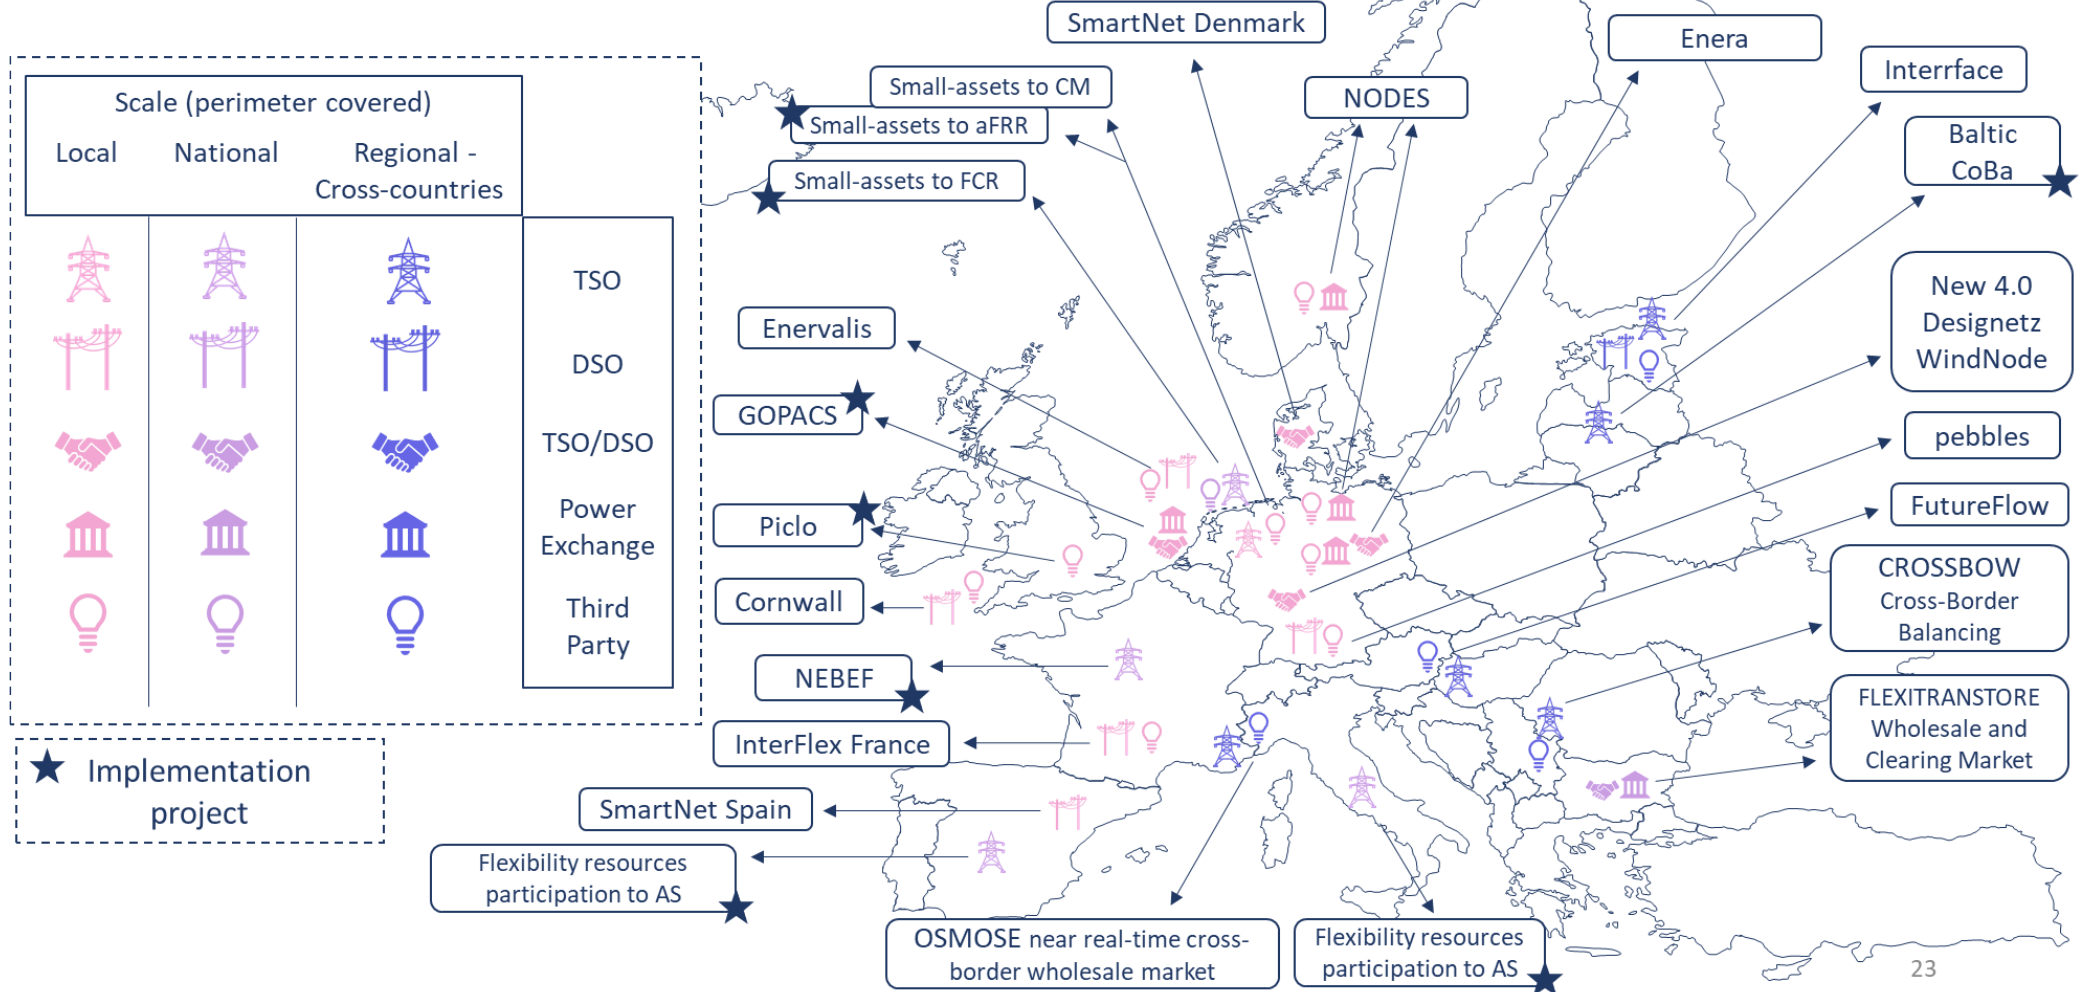 Scale (perimeter covered)
Local
National
Regional -
Cross-countries
TSO
DSO
TSO/DSO
Power
Exchange
Third
Party
Implementation
project
SmartNet Denmark
Small-assets to CM
Small-assets to aFRR
Small-assets to FCR
NODES
Enera
Interrface
Baltic
CoBa
New 4.0
Designetz
WindNode
pebbles
FutureFlow
CROSSBOW
Cross-Border
Balancing
FLEXITRANSTORE
Wholesale and
Clearing Market
Enervalis
GOPACS
Piclo
Cornwall
NEBEF
InterFlex France
SmartNet Spain
Flexibility resources
participation to AS
OSMOSE near real-time cross-
border wholesale market
Flexibility resources
participation to AS
23